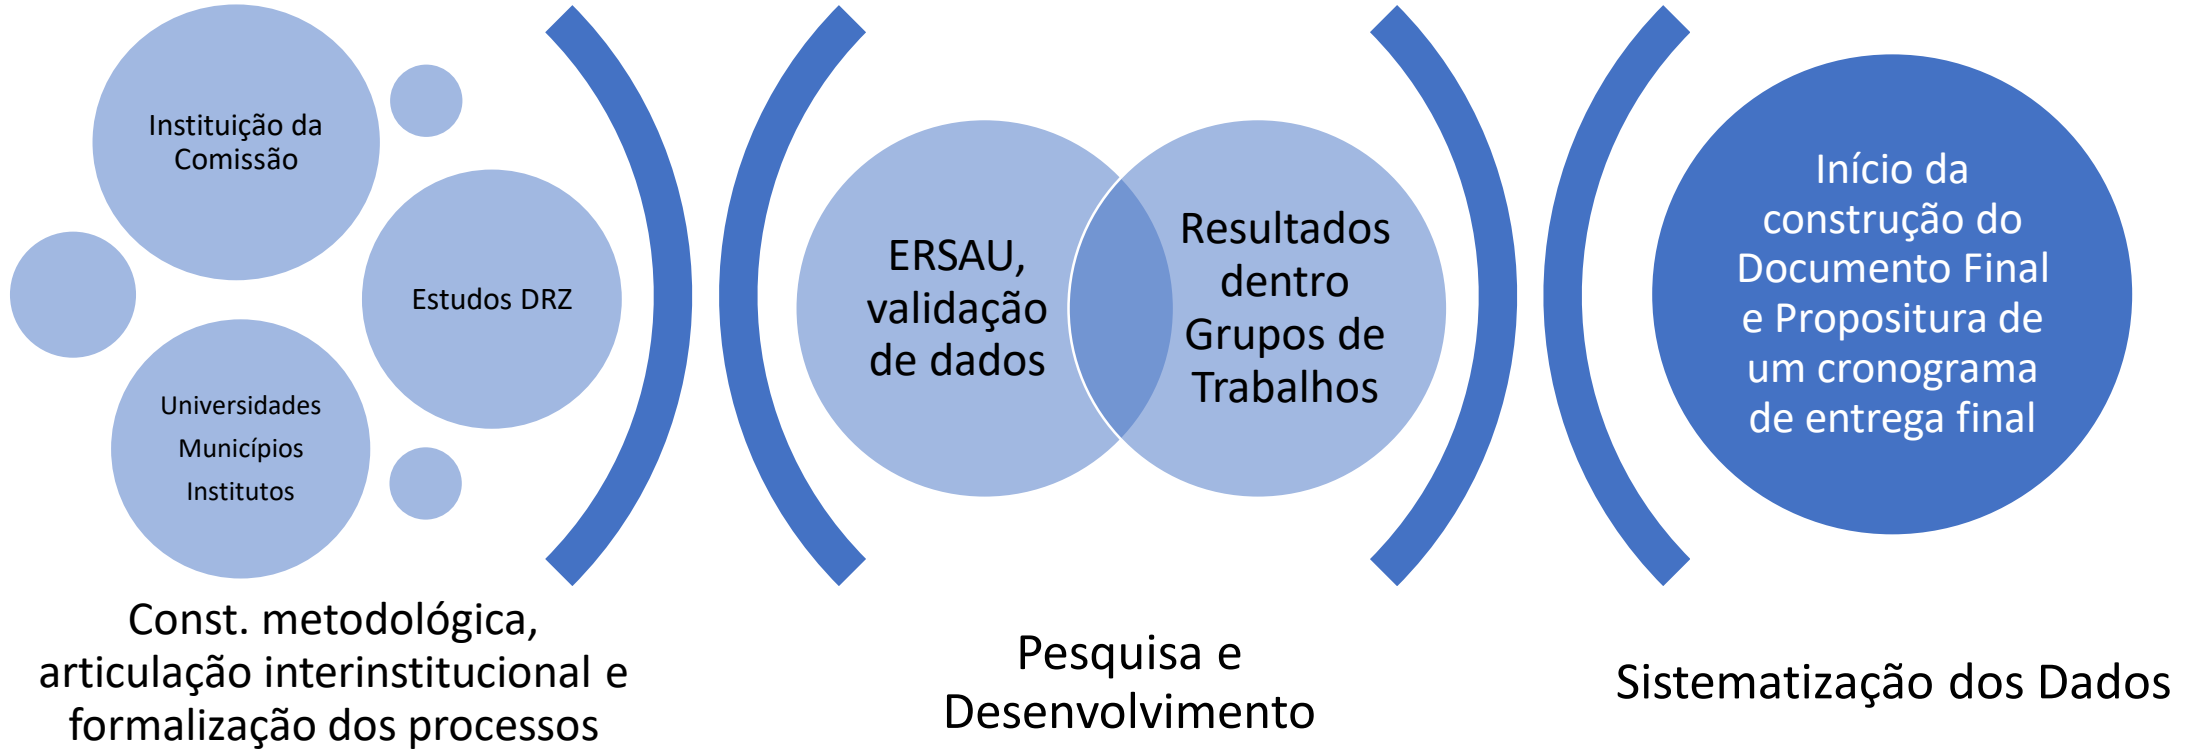 Instituição da
Comissão
Estudos DRZ
Universidades
Municípios
Institutos
Const. metodológica,
articulação interinstitucional e
formalização dos processos
ERSAU,
validação
de dados
Resultados
dentro
Grupos de
Trabalhos
Pesquisa e
Desenvolvimento
Início da
construção do
Documento Final
e Propositura de
um cronograma
de entrega final
Sistematização dos Dados